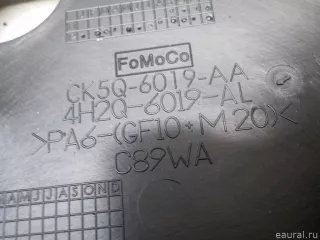 FoMoCo
CK5Q-6019-AA
4H2Q-6019-AL
>PA6-(GF10+M20)<
C89WA
JFMAMJJASOND
eaural.ru